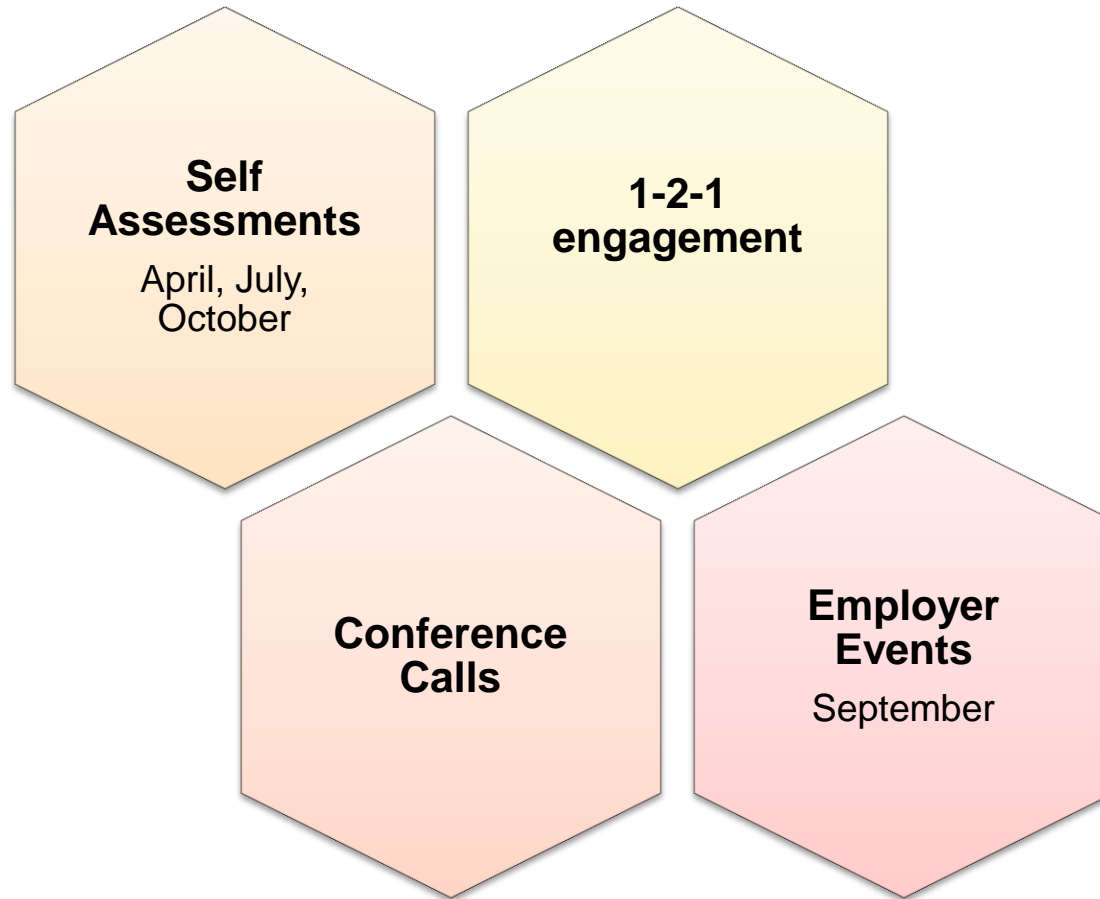 Self
Assessments
April, July,
October
1-2-1
engagement
Conference
Calls
Employer
Events
September